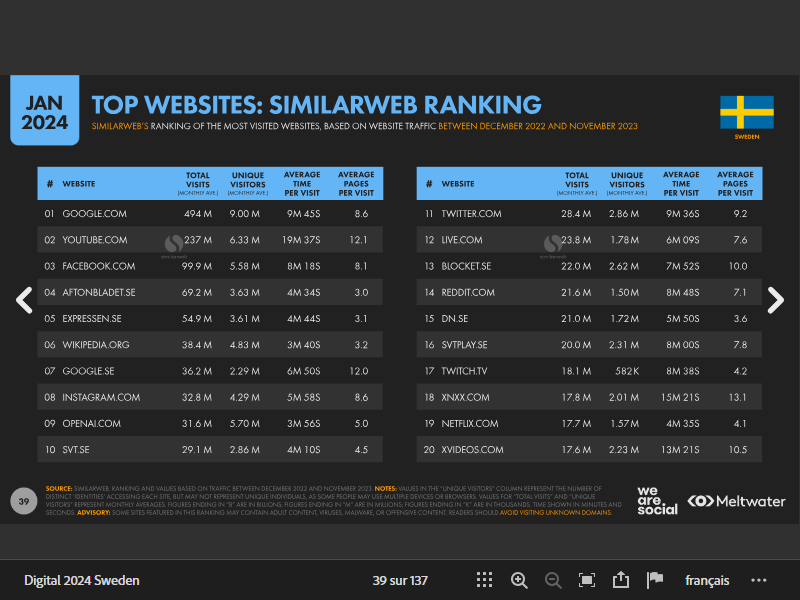 JAN
2024
TOP WEBSITES: SIMILARWEB RANKING
SIMILARWEB'S RANKING OF THE MOST VISITED WEBSITES, BASED ON WEBSITE TRAFFIC BETWEEN DECEMBER 2022 AND NOVEMBER 2023
SWEDEN
# WEBSITE TOTAL VISITS (MONTHLY AVE.) UNIQUE VISITORS (MONTHLY AVE.) AVERAGE TIME PER VISIT AVERAGE PAGES PER VISIT
01 GOOGLE.COM 494 M 9.00 M 9M 45S 8.6
02 YOUTUBE.COM 237 M 6.33 M 19M 37S 12.1
03 FACEBOOK.COM 99.9 M 5.58 M 8M 18S 8.1
04 AFTONBLADET.SE 69.2 M 3.63 M 4M 34S 3.0
05 EXPRESSEN.SE 54.9 M 3.61 M 4M 44S 3.1
06 WIKIPEDIA.ORG 38.4 M 4.83 M 3M 40S 3.2
07 GOOGLE.SE 36.2 M 2.29 M 6M 50S 12.0
08 INSTAGRAM.COM 32.8 M 4.29 M 5M 58S 8.6
09 OPENAI.COM 31.6 M 5.70 M 3M 56S 5.0
10 SVT.SE 29.1 M 2.86 M 4M 10S 4.5
# WEBSITE TOTAL VISITS (MONTHLY AVE.) UNIQUE VISITORS (MONTHLY AVE.) AVERAGE TIME PER VISIT AVERAGE PAGES PER VISIT
11 TWITTER.COM 28.4 M 2.86 M 9M 36S 9.2
12 LIVE.COM 23.8 M 1.78 M 6M 09S 7.6
13 BLOCKET.SE 22.0 M 2.62 M 7M 52S 10.0
14 REDDIT.COM 21.6 M 1.50 M 8M 48S 7.1
15 DN.SE 21.0 M 1.72 M 5M 50S 3.6
16 SVTPLAY.SE 20.0 M 2.31 M 8M 00S 7.8
17 TWITCH.TV 18.1 M 582 K 8M 38S 4.2
18 XNXX.COM 17.8 M 2.01 M 15M 21S 13.1
19 NETFLIX.COM 17.7 M 1.57 M 4M 35S 4.1
20 XVIDEOS.COM 17.6 M 2.23 M 13M 21S 10.5
39
SOURCE: SIMILARWEB. RANKING AND VALUES BASED ON TRAFFIC BETWEEN DECEMBER 2022 AND NOVEMBER 2023. NOTES: VALUES IN THE "UNIQUE VISITORS" COLUMN REPRESENT THE NUMBER OF
DISTINCT 'IDENTITIES' ACCESSING EACH SITE, BUT MAY NOT REPRESENT UNIQUE INDIVIDUALS, AS SOME PEOPLE MAY USE MULTIPLE DEVICES OR BROWSERS. VALUES FOR "TOTAL VISITS" AND "UNIQUE
VISITORS" REPRESENT MONTHLY AVERAGES. FIGURES ENDING IN "B" ARE IN BILLIONS; FIGURES ENDING IN "M" ARE IN MILLIONS; FIGURES ENDING IN "K" ARE IN THOUSANDS. TIME SHOWN IN MINUTES AND
SECONDS. ADVISORY: SOME SITES FEATURED IN THIS RANKING MAY CONTAIN ADULT CONTENT, VIRUSES, MALWARE, OR OFFENSIVE CONTENT. READERS SHOULD AVOID VISITING UNKNOWN DOMAINS.
we
are.
social
Meltwater
Digital 2024 Sweden
39 sur 137
français